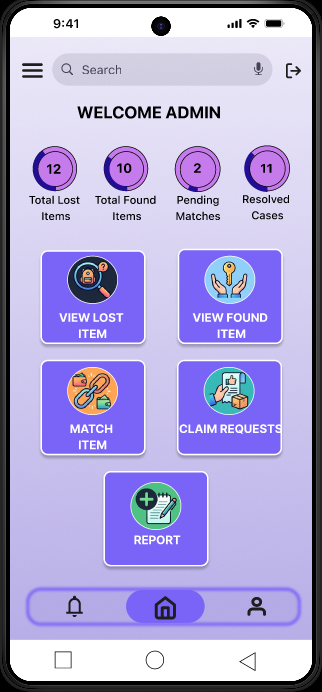 9:41
Search
WELCOME ADMIN
12
10
2
11
Total Lost
Items
Total Found
Items
Pending
Matches
Resolved
Cases
?
VIEW LOST
ITEM
VIEW FOUND
ITEM
MATCH
ITEM
CLAIM REQUESTS
REPORT